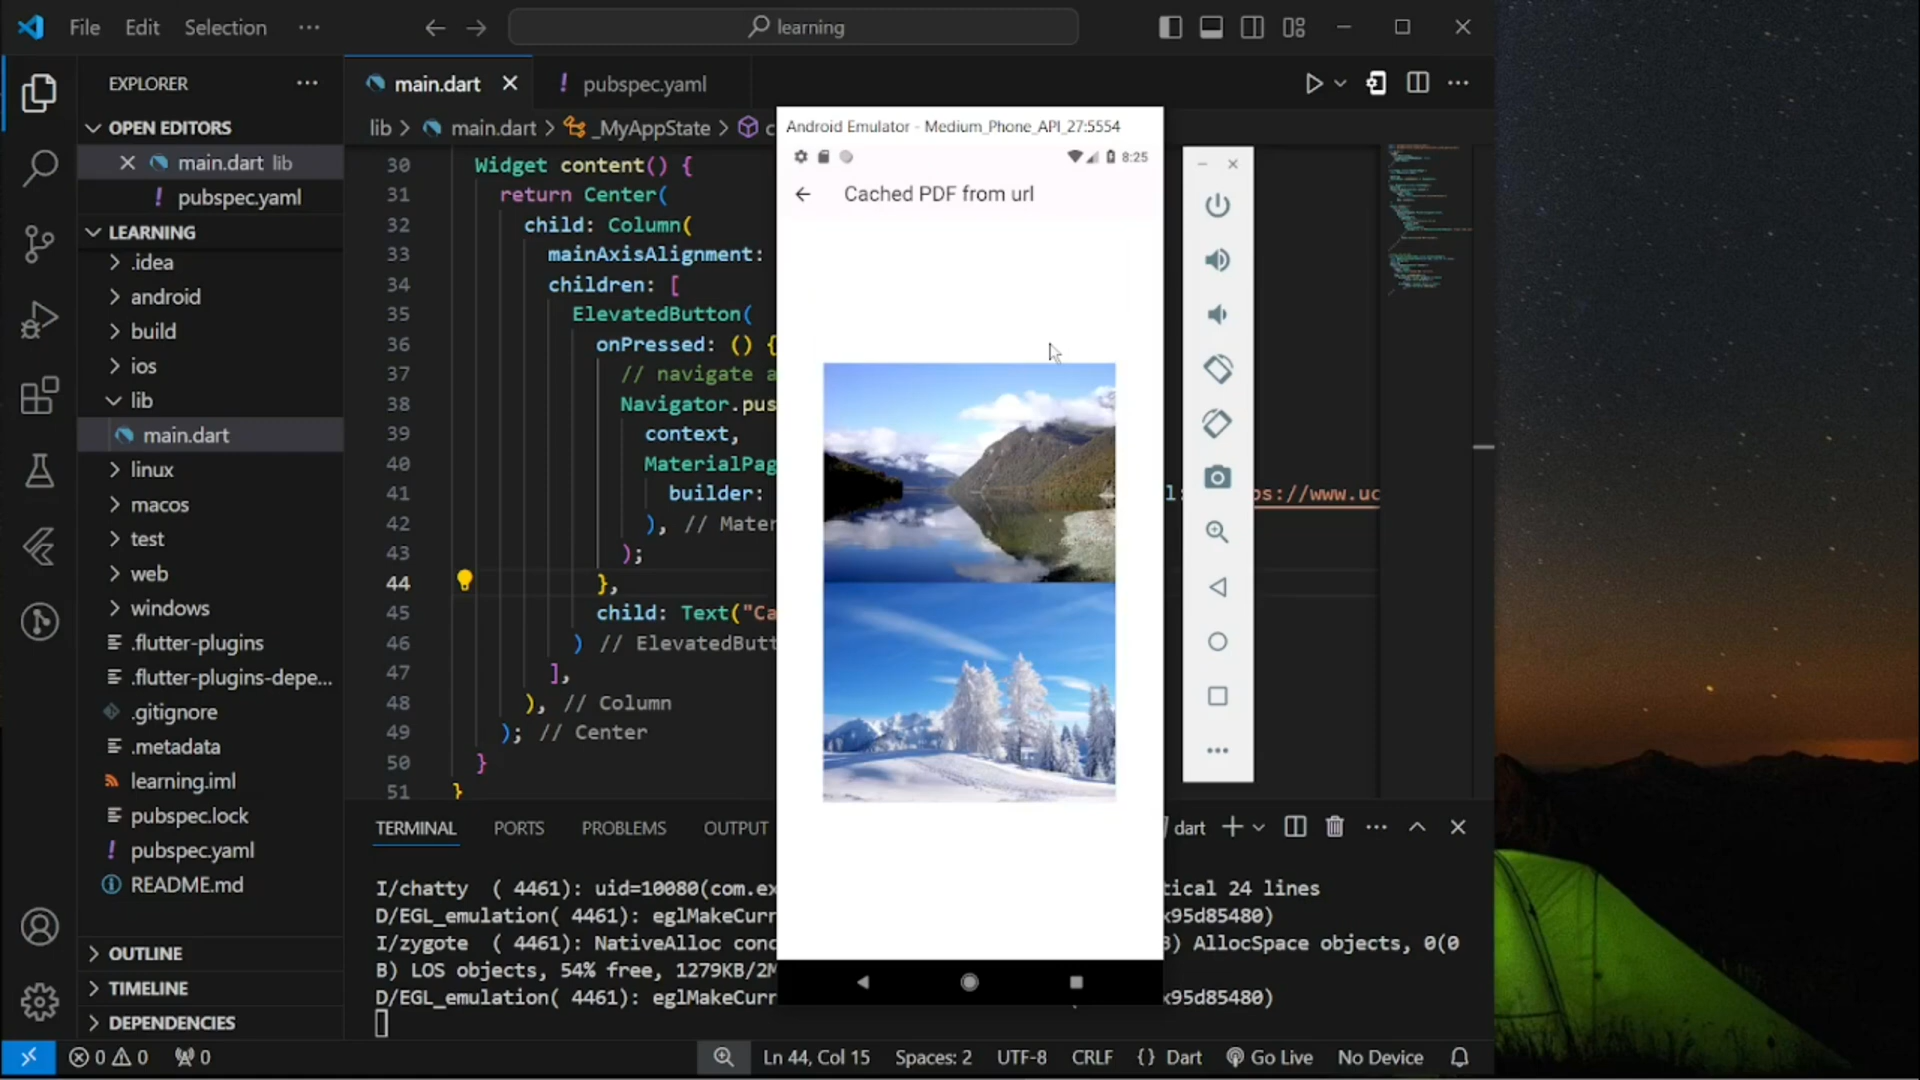 File Edit Selection ···
learning
EXPLORER ···
OPEN EDITORS
main.dart lib
pubspec.yaml
LEARNING
.idea
android
build
ios
lib
main.dart
linux
macos
test
web
windows
.flutter-plugins
.flutter-plugins-depe...
.gitignore
.metadata
learning.iml
pubspec.lock
pubspec.yaml
README.md
OUTLINE
TIMELINE
DEPENDENCIES
main.dart
pubspec.yaml
lib > main.dart > _MyAppState > c
30 Widget content() {
31 return Center(
32 child: Column(
33 mainAxisAlignment:
34 children: [
35 ElevatedButton(
36 onPressed: () {
37 // navigate a
38 Navigator.pus
39 context,
40 MaterialPag
41 builder: l: ps://www.uc
42 ), // Mater
43 );
44 },
45 child: Text("Ca
46 ) // ElevatedButt
47 ],
48 ), // Column
49 ); // Center
50 }
51 }
Android Emulator - Medium_Phone_API_27:5554
8:25
Cached PDF from url
TERMINAL PORTS PROBLEMS OUTPUT
dart
I/chatty ( 4461): uid=10080(com.ex tical 24 lines
D/EGL_emulation( 4461): eglMakeCurr x95d85480)
I/zygote ( 4461): NativeAlloc conc B) AllocSpace objects, 0(0
B) LOS objects, 54% free, 1279KB/2M
D/EGL_emulation( 4461): eglMakeCurr x95d85480)
0 0 0 Ln 44, Col 15 Spaces: 2 UTF-8 CRLF {} Dart Go Live No Device